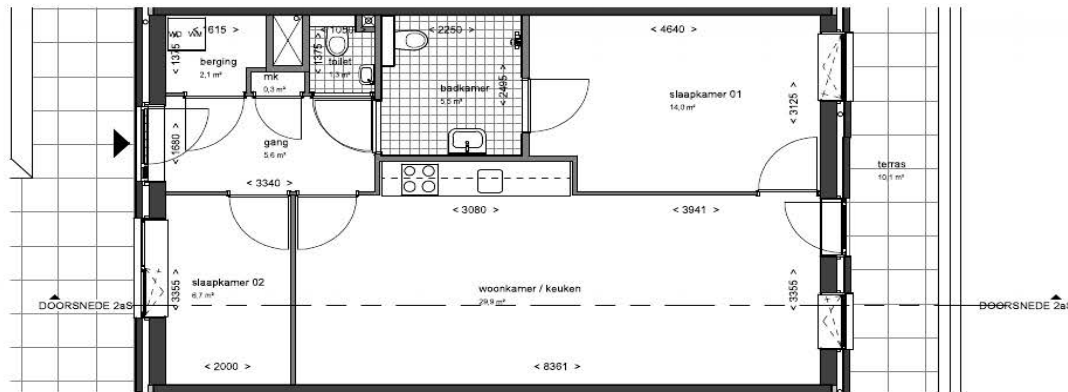 < 1615 >
< 1050 >
< 2250 >
< 4640 >
WD WM
< 1375 >
berging
2,1 m²
< 1375 >
toilet
1,3 m²
mk
0,3 m²
badkamer
5,5 m²
< 2495 >
slaapkamer 01
14,0 m²
< 3125 >
< 1680 >
gang
5,6 m²
terras
10,1 m²
< 3340 >
< 3080 >
< 3941 >
slaapkamer 02
6,7 m²
< 3355 >
woonkamer / keuken
29,9 m²
< 3355 >
DOORSNEDE 2aS
DOORSNEDE 2aS
< 2000 >
< 8361 >